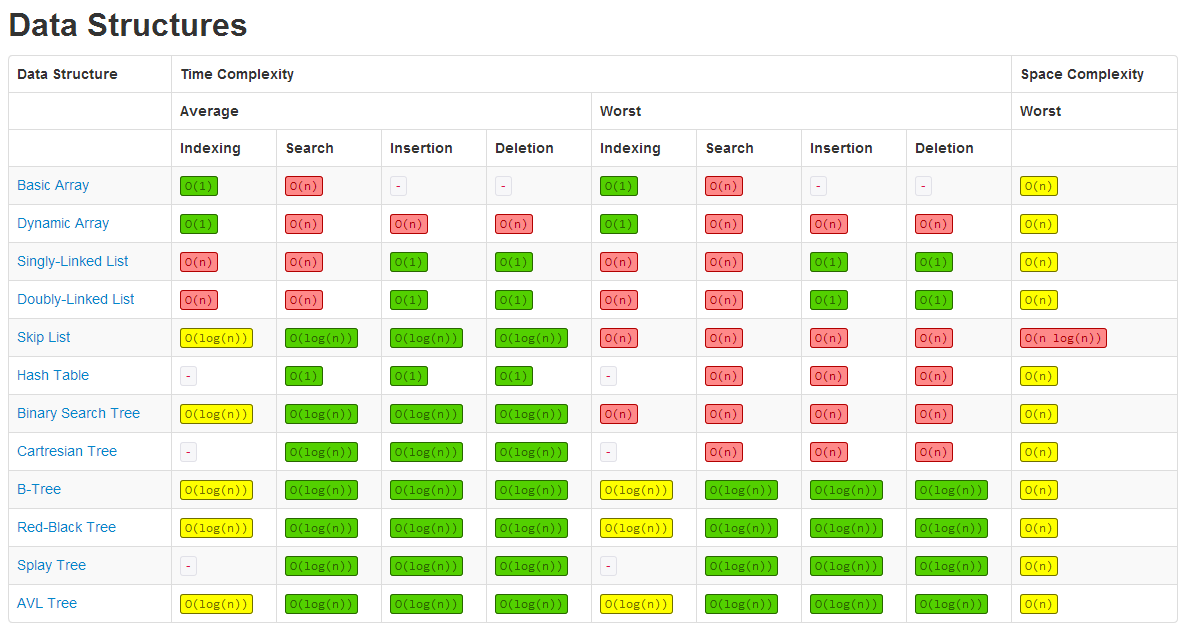 Data Structures
Data Structure Time Complexity Space Complexity
Average Worst Worst
Indexing Search Insertion Deletion Indexing Search Insertion Deletion
Basic Array O(1) O(n) - - O(1) O(n) - - O(n)
Dynamic Array O(1) O(n) O(n) O(n) O(1) O(n) O(n) O(n) O(n)
Singly-Linked List O(n) O(n) O(1) O(1) O(n) O(n) O(1) O(1) O(n)
Doubly-Linked List O(n) O(n) O(1) O(1) O(n) O(n) O(1) O(1) O(n)
Skip List O(log(n)) O(log(n)) O(log(n)) O(log(n)) O(n) O(n) O(n) O(n) O(n log(n))
Hash Table - O(1) O(1) O(1) - O(n) O(n) O(n) O(n)
Binary Search Tree O(log(n)) O(log(n)) O(log(n)) O(log(n)) O(n) O(n) O(n) O(n) O(n)
Cartresian Tree - O(log(n)) O(log(n)) O(log(n)) - O(n) O(n) O(n) O(n)
B-Tree O(log(n)) O(log(n)) O(log(n)) O(log(n)) O(log(n)) O(log(n)) O(log(n)) O(log(n)) O(n)
Red-Black Tree O(log(n)) O(log(n)) O(log(n)) O(log(n)) O(log(n)) O(log(n)) O(log(n)) O(log(n)) O(n)
Splay Tree - O(log(n)) O(log(n)) O(log(n)) - O(log(n)) O(log(n)) O(log(n)) O(n)
AVL Tree O(log(n)) O(log(n)) O(log(n)) O(log(n)) O(log(n)) O(log(n)) O(log(n)) O(log(n)) O(n)